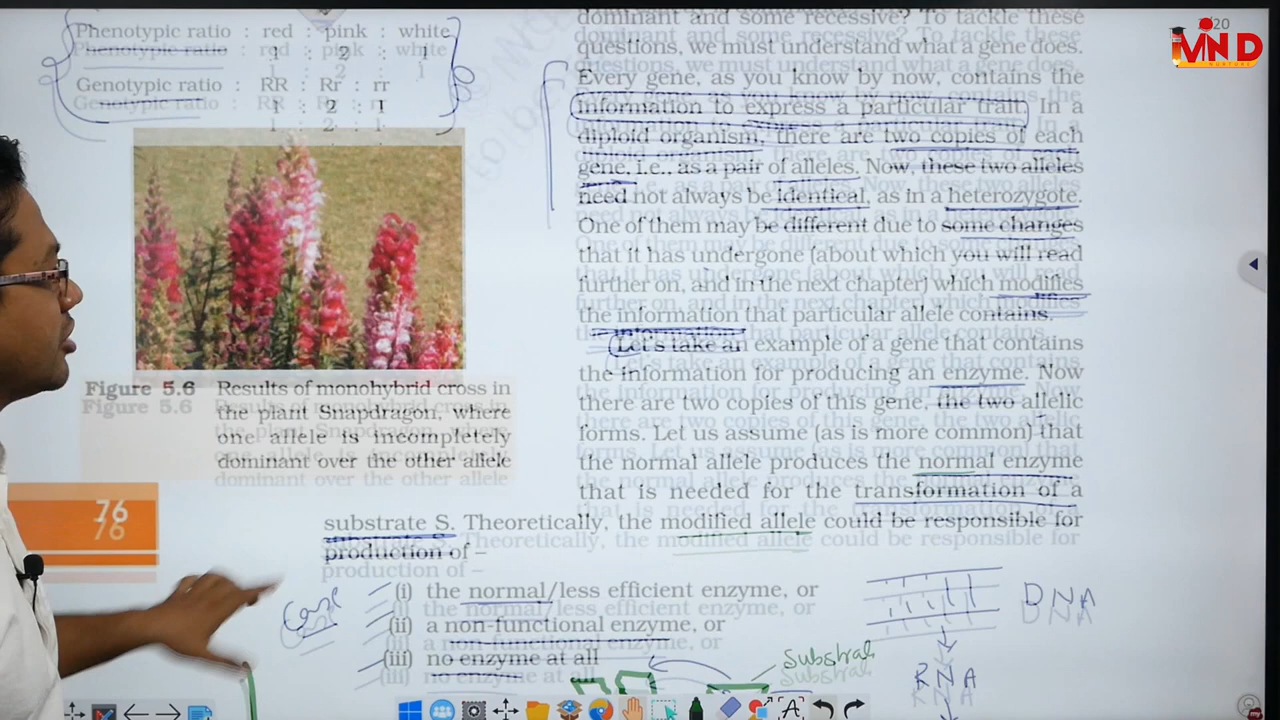 Phenotypic ratio : red : pink : white
1 2 1
Genotypic ratio : RR : Rr : rr
1 2 1
Figure 5.6 Results of monohybrid cross in
the plant Snapdragon, where
one allele is incompletely
dominant over the other allele
76
dominant and some recessive? To tackle these
questions, we must understand what a gene does.
Every gene, as you know by now, contains the
information to express a particular trait. In a
diploid organism, there are two copies of each
gene, i.e., as a pair of alleles. Now, these two alleles
need not always be identical, as in a heterozygote.
One of them may be different due to some changes
that it has undergone (about which you will read
further on, and in the next chapter) which modifies
the information that particular allele contains.
Let's take an example of a gene that contains
the information for producing an enzyme. Now
there are two copies of this gene, the two allelic
forms. Let us assume (as is more common) that
the normal allele produces the normal enzyme
that is needed for the transformation of a
substrate S. Theoretically, the modified allele could be responsible for
production of –
(i) the normal/less efficient enzyme, or
(ii) a non-functional enzyme, or
(iii) no enzyme at all
DNA
RNA
MIND